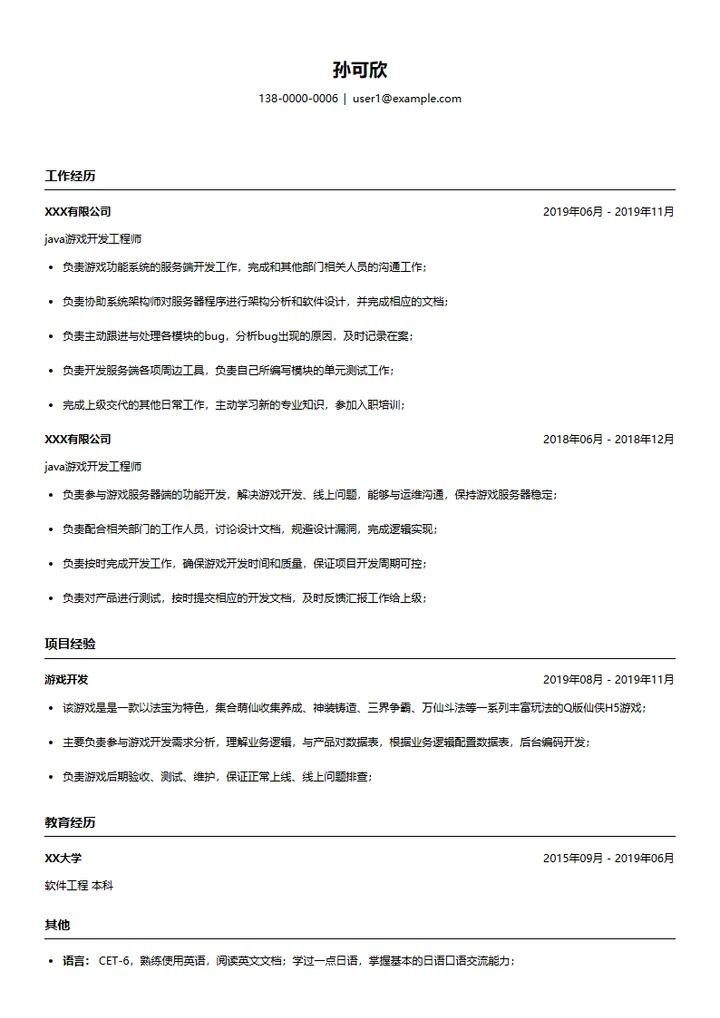 孙可欣
138-0000-0006 | user1@example.com
工作经历
XXX有限公司 2019年06月 - 2019年11月
java游戏开发工程师
• 负责游戏功能系统的服务端开发工作，完成和其他部门相关人员的沟通工作；
• 负责协助系统架构师对服务器程序进行架构分析和软件设计，并完成相应的文档；
• 负责主动跟进与处理各模块的bug，分析bug出现的原因，及时记录在案；
• 负责开发服务端各项周边工具，负责自己所编写模块的单元测试工作；
• 完成上级交代的其他日常工作，主动学习新的专业知识，参加入职培训；
XXX有限公司 2018年06月 - 2018年12月
java游戏开发工程师
• 负责参与游戏服务器端的功能开发，解决游戏开发、线上问题，能够与运维沟通，保持游戏服务器稳定；
• 负责配合相关部门的工作人员，讨论设计文档，规避设计漏洞，完成逻辑实现；
• 负责按时完成开发工作，确保游戏开发时间和质量，保证项目开发周期可控；
• 负责对产品进行测试，按时提交相应的开发文档，及时反馈汇报工作给上级；
项目经验
游戏开发 2019年08月 - 2019年11月
• 该游戏是是一款以法宝为特色，集合萌仙收集养成、神装铸造、三界争霸、万仙斗法等一系列丰富玩法的Q版仙侠H5游戏；
• 主要负责参与游戏开发需求分析，理解业务逻辑，与产品对数据表，根据业务逻辑配置数据表，后台编码开发；
• 负责游戏后期验收、测试、维护，保证正常上线、线上问题排查；
教育经历
XX大学 2015年09月 - 2019年06月
软件工程 本科
其他
• 语言： CET-6，熟练使用英语，阅读英文文档；学过一点日语，掌握基本的日语口语交流能力；